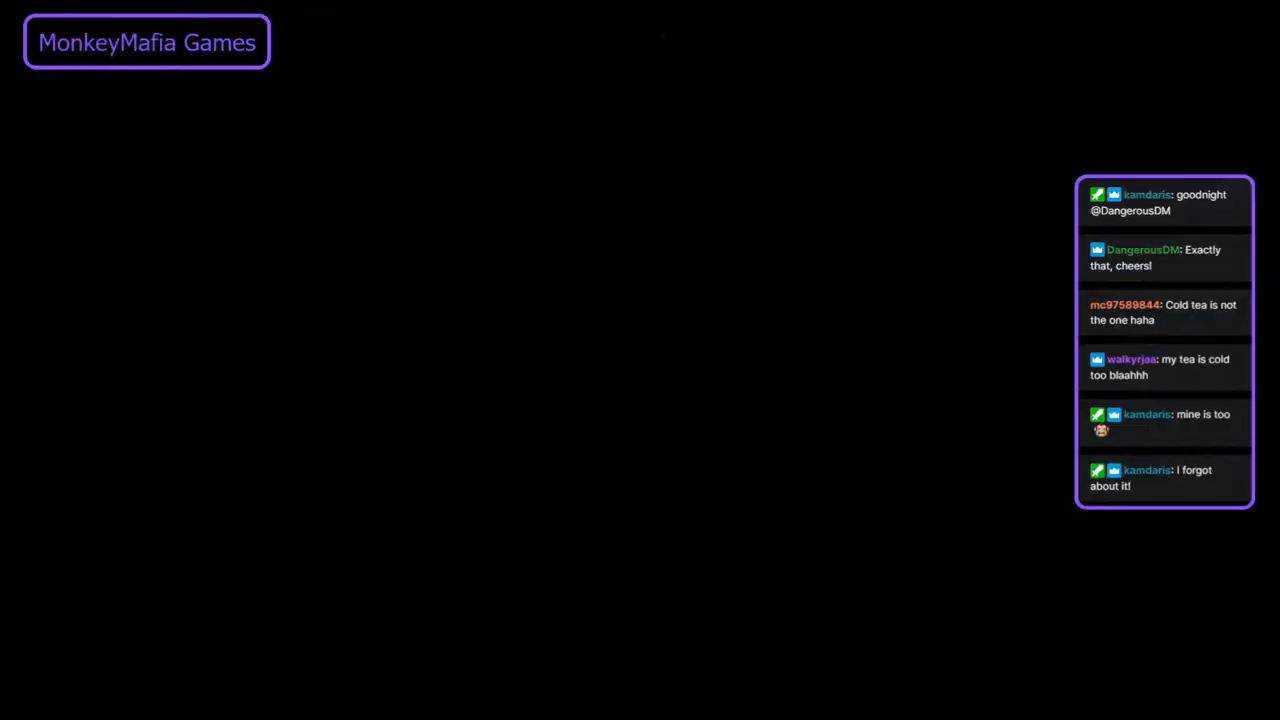 MonkeyMafia Games
kamdaris: goodnight
@DangerousDM
DangerousDM: Exactly
that, cheers!
mc97589844: Cold tea is not
the one haha
walkyrjaa: my tea is cold
too blaahhh
kamdaris: mine is too
kamdaris: I forgot
about it!